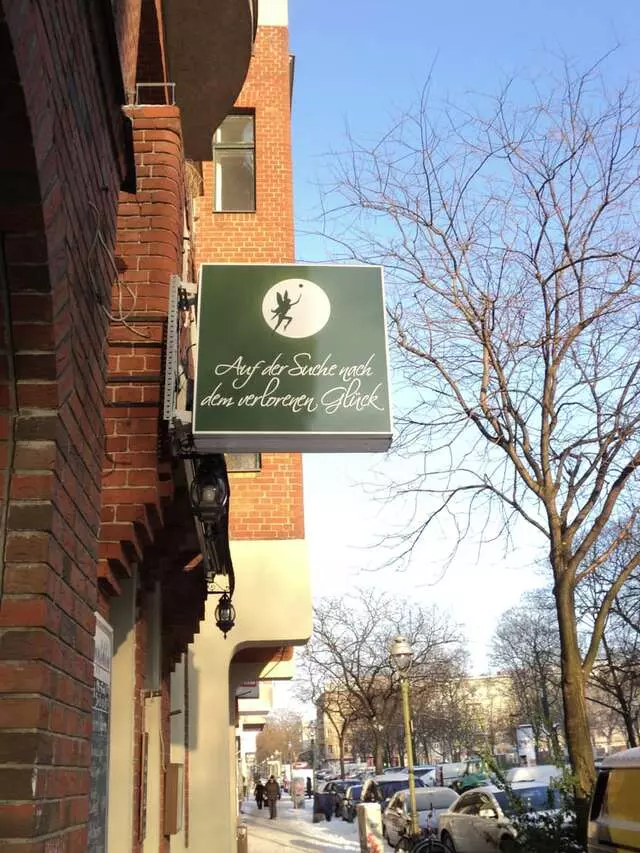 Auf der Suche nach
dem verlorenen Glück